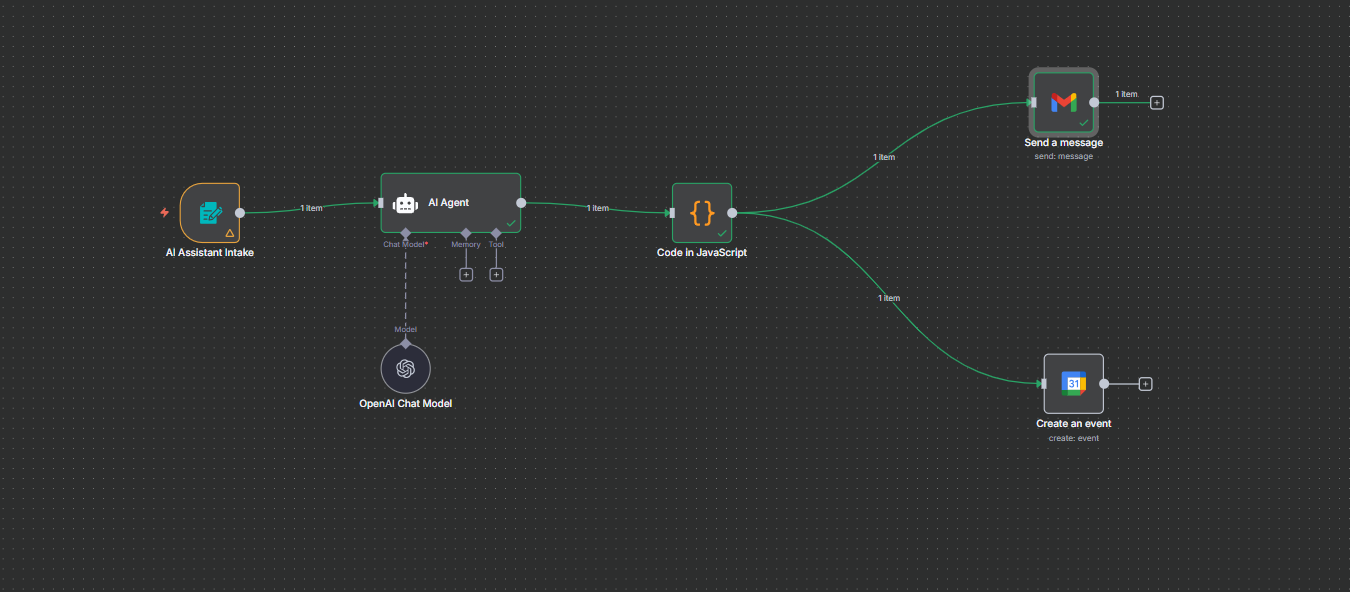 AI Assistant Intake
1 item
AI Agent
Chat Model*
Memory
Tool
Model
OpenAI Chat Model
1 item
Code in JavaScript
1 item
1 item
Send a message
send: message
1 item
31
Create an event
create: event